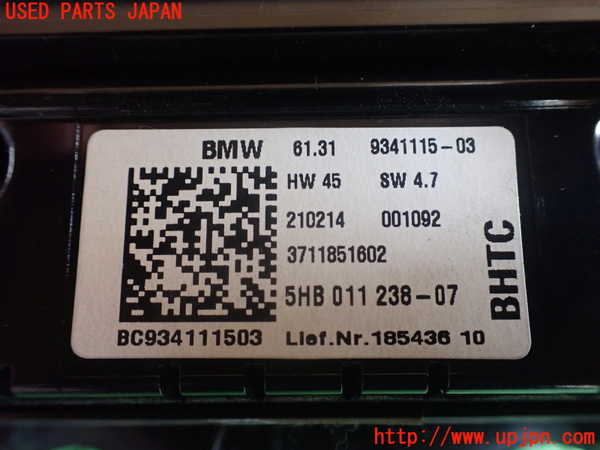 USED PARTS JAPAN
BMW 61.31 9341115-03
HW 45 SW 4.7
210214 001092
3711851602
5HB 011 238-07
BHTC
BC934111503 Lief.Nr.185436 10
http://www.upjpn.com/